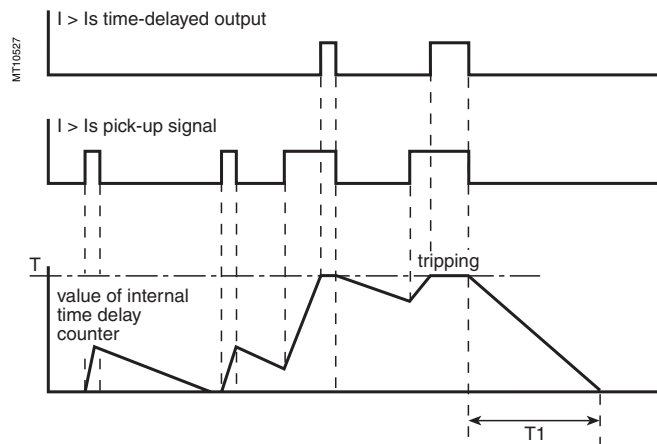 I > Is time-delayed output
MT10527
I > Is pick-up signal
T
tripping
value of internal
time delay
counter
T1